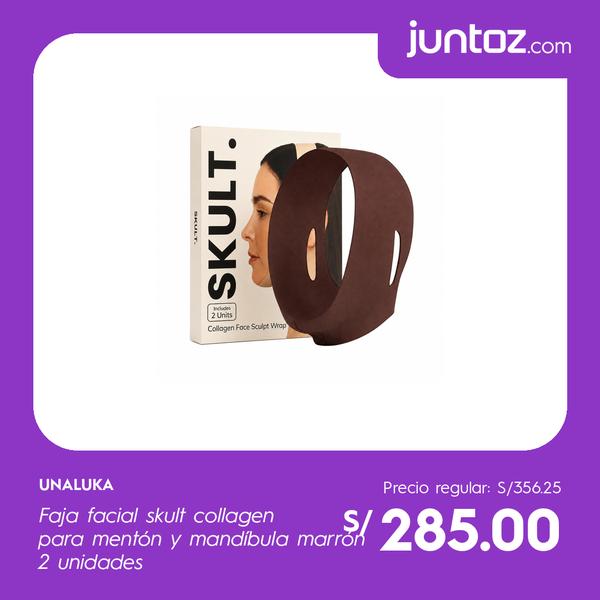 juntoz.com
SKULT.
SKULT.
Includes
2 Units
Collagen Face Sculpt Wrap
UNALUKA
Faja facial skult collagen
para mentón y mandíbula marrón
2 unidades
Precio regular: S/356.25
S/ 285.00